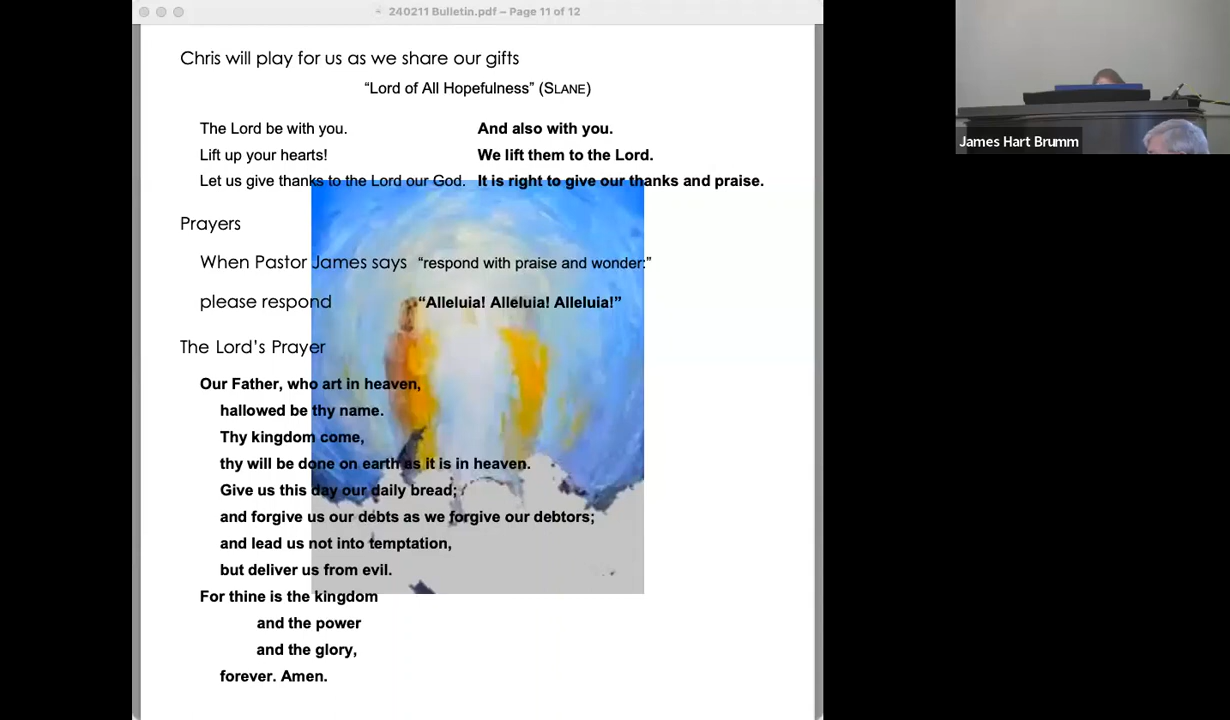 240211 Bulletin.pdf – Page 11 of 12
Chris will play for us as we share our gifts
“Lord of All Hopefulness” (SLANE)
The Lord be with you. And also with you.
Lift up your hearts! We lift them to the Lord.
Let us give thanks to the Lord our God. It is right to give our thanks and praise.
Prayers
When Pastor James says “respond with praise and wonder:”
please respond “Alleluia! Alleluia! Alleluia!”
The Lord’s Prayer
Our Father, who art in heaven,
hallowed be thy name.
Thy kingdom come,
thy will be done on earth as it is in heaven.
Give us this day our daily bread;
and forgive us our debts as we forgive our debtors;
and lead us not into temptation,
but deliver us from evil.
For thine is the kingdom
and the power
and the glory,
forever. Amen.
James Hart Brumm